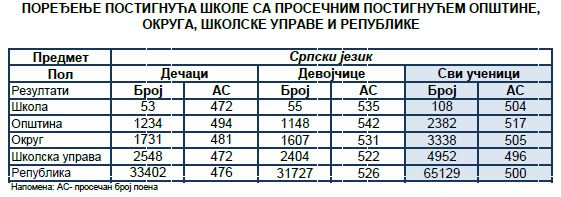 ПОРЕЂЕЊЕ ПОСТИГНУЋА ШКОЛЕ СА ПРОСЕЧНИМ ПОСТИГНУЋЕМ ОПШТИНЕ,
ОКРУГА, ШКОЛСКЕ УПРАВЕ И РЕПУБЛИКЕ
Предмет Српски језик
Пол Дечаци Девојчице Сви ученици
Резултати Број АС Број АС Број АС
Школа 53 472 55 535 108 504
Општина 1234 494 1148 542 2382 517
Округ 1731 481 1607 531 3338 505
Школска управа 2548 472 2404 522 4952 496
Република 33402 476 31727 526 65129 500
Напомена: АС- просечан број поена